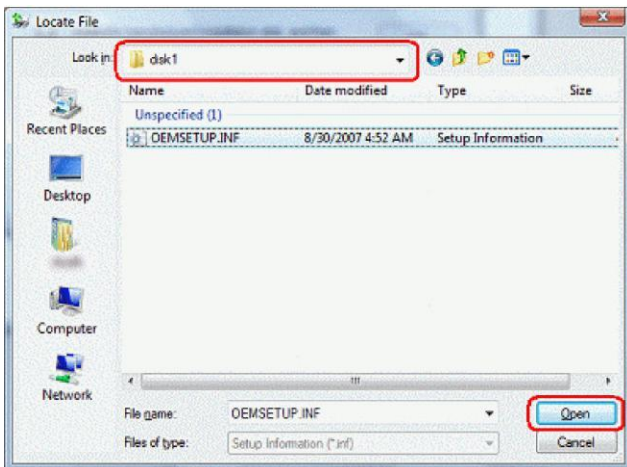 Locate File
Look in: dsk1
Name Date modified Type Size
Unspecified (1)
OEMSETUP.INF 8/30/2007 4:52 AM Setup Information
Recent Places
Desktop
Computer
Network
File name: OEMSETUP.INF Open
Files of type: Setup Information (*.inf) Cancel